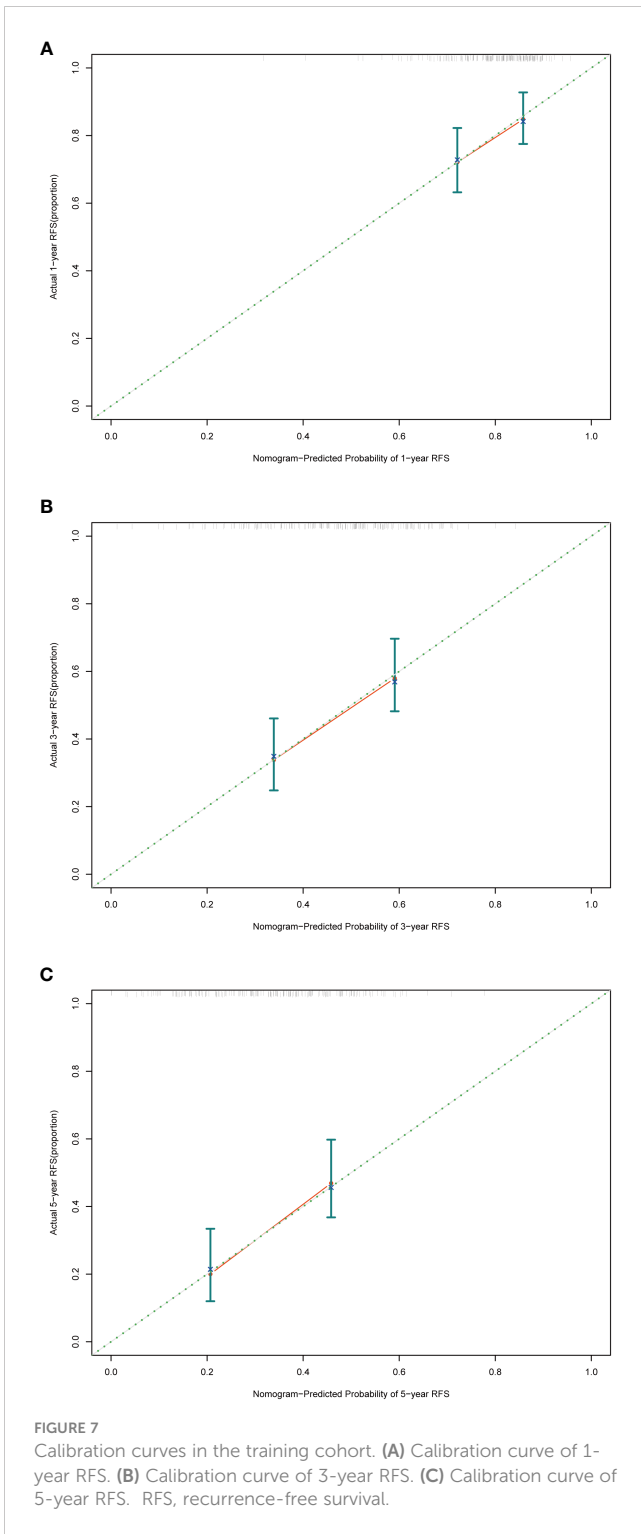 A
Actual 1-year RFS(proportion)
1.0
0.8
0.6
0.4
0.2
0.0
0.0 0.2 0.4 0.6 0.8 1.0
Nomogram-Predicted Probability of 1-year RFS
B
Actual 3-year RFS(proportion)
1.0
0.8
0.6
0.4
0.2
0.0
0.0 0.2 0.4 0.6 0.8 1.0
Nomogram-Predicted Probability of 3-year RFS
C
Actual 5-year RFS(proportion)
1.0
0.8
0.6
0.4
0.2
0.0
0.0 0.2 0.4 0.6 0.8 1.0
Nomogram-Predicted Probability of 5-year RFS
FIGURE 7
Calibration curves in the training cohort. (A) Calibration curve of 1-
year RFS. (B) Calibration curve of 3-year RFS. (C) Calibration curve of
5-year RFS. RFS, recurrence-free survival.